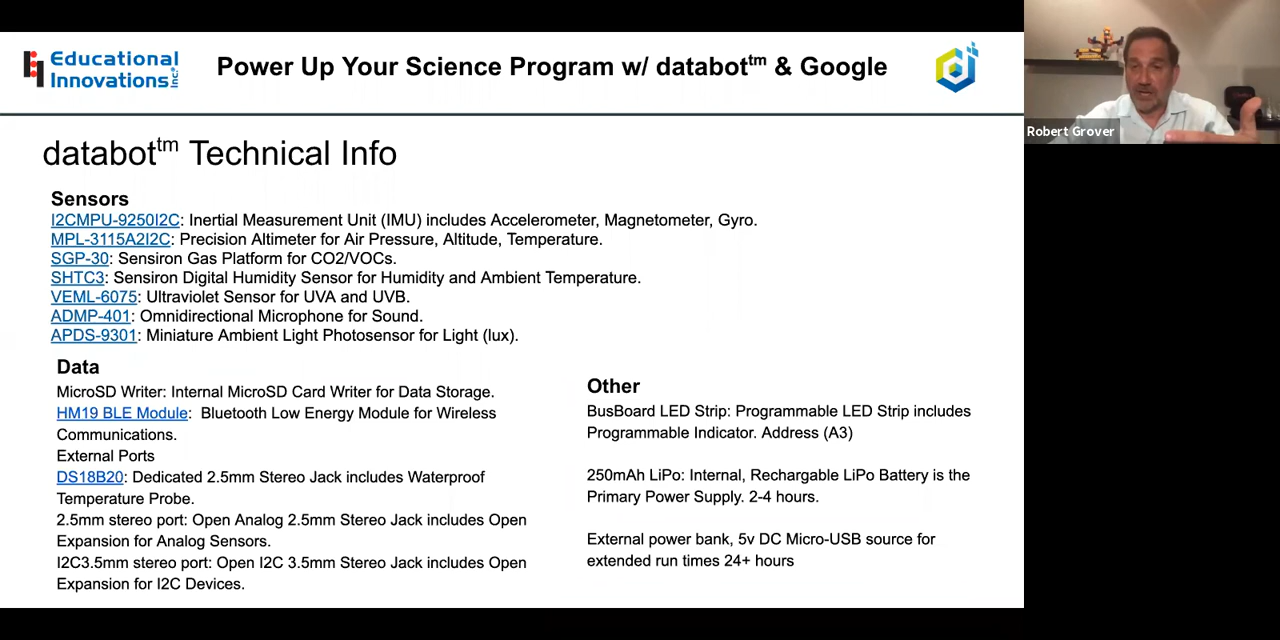 Educational
Innovations Inc.
Power Up Your Science Program w/ databot™ & Google
Robert Grover
databot™ Technical Info
Sensors
I2CMPU-9250I2C: Inertial Measurement Unit (IMU) includes Accelerometer, Magnetometer, Gyro.
MPL-3115A2I2C: Precision Altimeter for Air Pressure, Altitude, Temperature.
SGP-30: Sensiron Gas Platform for CO2/VOCs.
SHTC3: Sensiron Digital Humidity Sensor for Humidity and Ambient Temperature.
VEML-6075: Ultraviolet Sensor for UVA and UVB.
ADMP-401: Omnidirectional Microphone for Sound.
APDS-9301: Miniature Ambient Light Photosensor for Light (lux).
Data
MicroSD Writer: Internal MicroSD Card Writer for Data Storage.
HM19 BLE Module: Bluetooth Low Energy Module for Wireless
Communications.
External Ports
DS18B20: Dedicated 2.5mm Stereo Jack includes Waterproof
Temperature Probe.
2.5mm stereo port: Open Analog 2.5mm Stereo Jack includes Open
Expansion for Analog Sensors.
I2C3.5mm stereo port: Open I2C 3.5mm Stereo Jack includes Open
Expansion for I2C Devices.
Other
BusBoard LED Strip: Programmable LED Strip includes
Programmable Indicator. Address (A3)
250mAh LiPo: Internal, Rechargable LiPo Battery is the
Primary Power Supply. 2-4 hours.
External power bank, 5v DC Micro-USB source for
extended run times 24+ hours